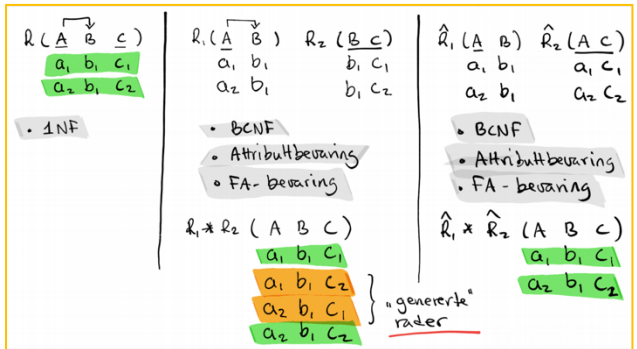 R ( A B C )
a₁ b₁ c₁
a₂ b₁ c₂
• 1NF
R₁ ( A B ) R₂ ( B C )
a₁ b₁ b₁ c₁
a₂ b₁ b₁ c₂
• BCNF
• Attributtbevaring
• FA-bevaring
R₁ * R₂ ( A B C )
a₁ b₁ c₁
a₁ b₁ c₂
a₂ b₁ c₁
a₂ b₁ c₂
"genererte"
rader
R̂₁ ( A B ) R̂₂ ( A C )
a₁ b₁ a₁ c₁
a₂ b₁ a₂ c₂
• BCNF
• Attributtbevaring
• FA-bevaring
R̂₁ * R̂₂ ( A B C )
a₁ b₁ c₁
a₂ b₁ c₂